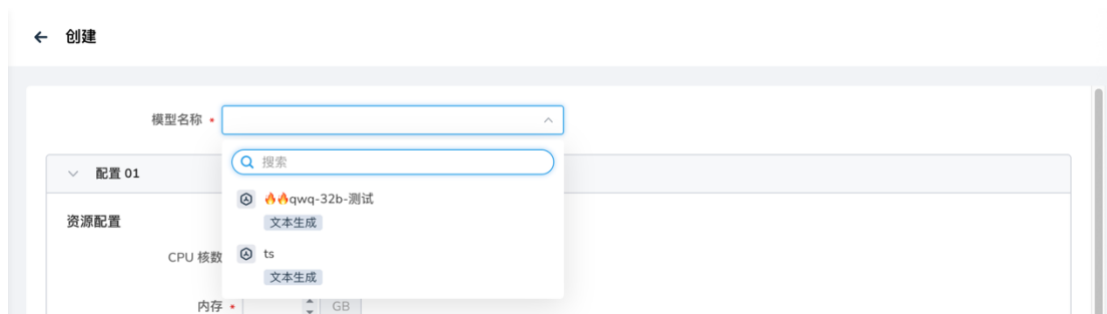 创建
模型名称
搜索
配置 01
🔥🔥qwq-32b-测试
资源配置
文本生成
CPU 核数
ts
文本生成
内存
GB